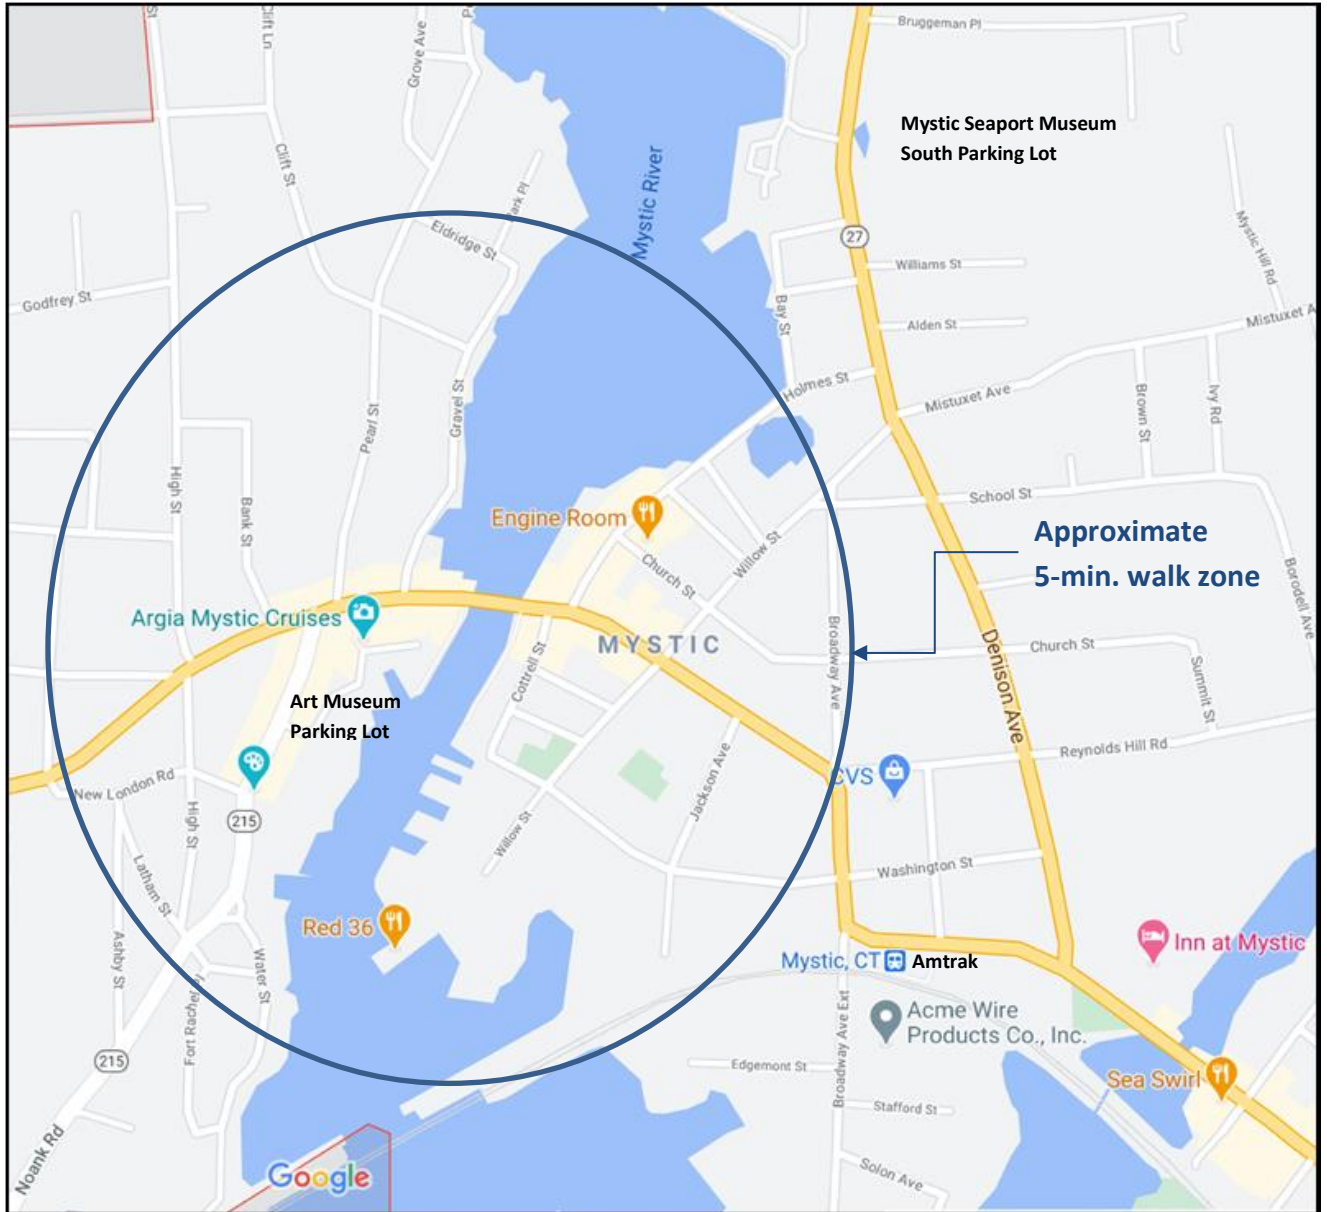 St
Clift Ln
Grove Ave
Bruggeman Pl
Mystic Seaport Museum
South Parking Lot
Clift St
Mystic River
Park Pl
Eldridge St
27
Mystic Hill Rd
Williams St
Godfrey St
Bay St
Alden St
Mistuxet A
Holmes St
Mistuxet Ave
Brown St
Ivy Rd
Pearl St
Gravel St
High St
Bank St
School St
Engine Room
Approximate
5-min. walk zone
Church St
Willow St
Borodell Ave
Argia Mystic Cruises
MYSTIC
Broadway Ave
Church St
Denison Ave
Cottrell St
Summit St
Art Museum
Parking Lot
Jackson Ave
Reynolds Hill Rd
CVS
New London Rd
High St
215
Willow St
Latham St
Washington St
Red 36
Inn at Mystic
Ashby St
Water St
Mystic, CT
Amtrak
Fort Rachel
Broadway Ave Ext
Acme Wire
Products Co., Inc.
215
Edgemont St
Sea Swirl
Stafford St
Noank Rd
Google
Solon Ave